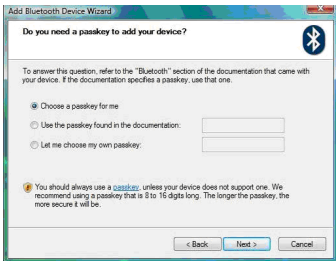 Add Bluetooth Device Wizard
Do you need a passkey to add your device?
To answer this question, refer to the "Bluetooth" section of the documentation that came with
your device. If the documentation specifies a passkey, use that one.
Choose a passkey for me
Use the passkey found in the documentation:
Let me choose my own passkey:
You should always use a passkey, unless your device does not support one. We
recommend using a passkey that is 8 to 16 digits long. The longer the passkey, the
more secure it will be.
< Back Next > Cancel